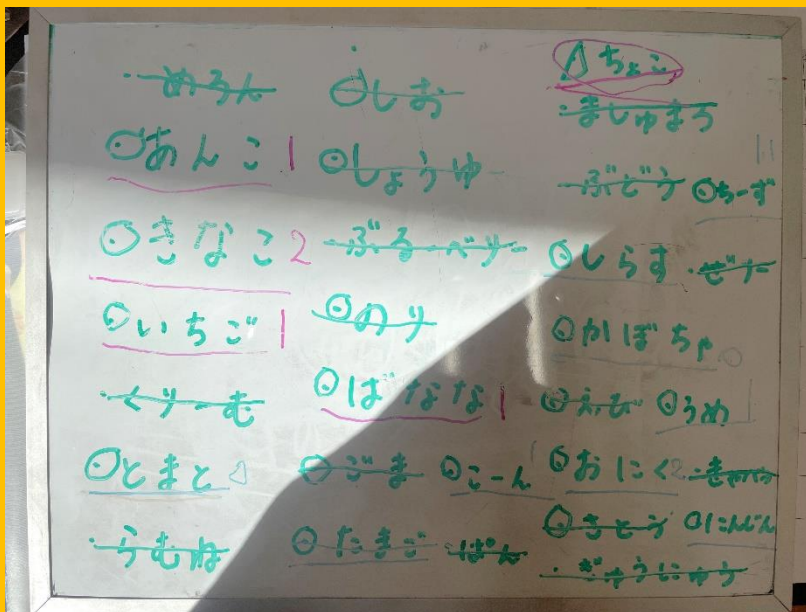 めろん
あんこ 1
きなこ 2
いちご 1
くりーむ
とまと
らむね
しお
しょうゆ
ぶるーべりー
のり
ばなな 1
ごま
こーん
たまご
ぱん
ちょこ
ましゅまろ
ぶどう
ちーず
しらす
ぜりー
かぼちゃ
えび
うめ
おにく 2
さとう
にんじん
ぎゅうにゅう